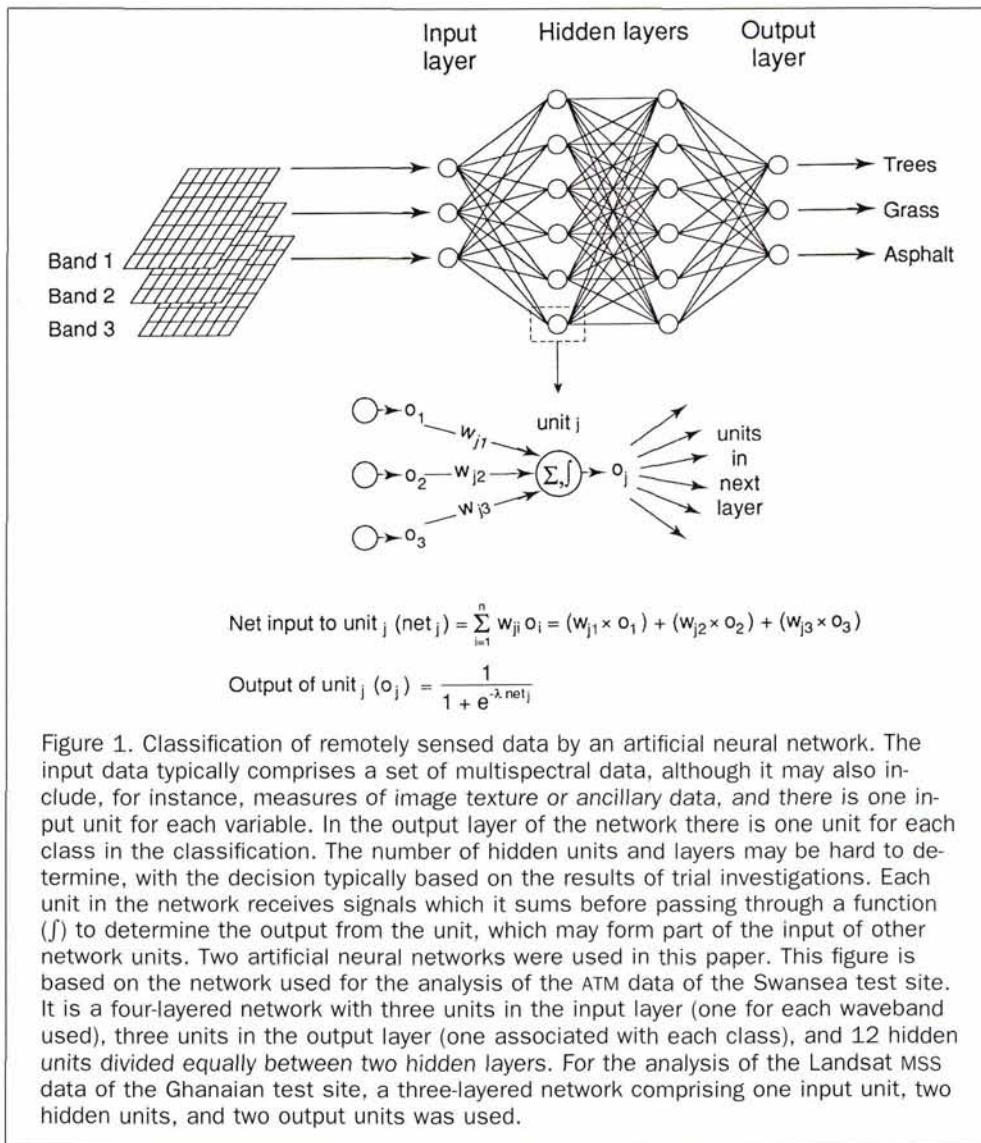 Input layer
Hidden layers
Output layer
Band 1
Band 2
Band 3
Trees
Grass
Asphalt
unit j
o₁
w_j1
o₂
w_j2
o₃
w_j3
Σ,∫
o_j
units
in
next
layer
Net input to unit j (net j) = n Σ i=1 w_ji o_i = (w_j1 × o₁) + (w_j2 × o₂) + (w_j3 × o₃)
Output of unit j (o_j) = 1 / 1 + e^-λ net_j
Figure 1. Classification of remotely sensed data by an artificial neural network. The
input data typically comprises a set of multispectral data, although it may also in-
clude, for instance, measures of image texture or ancillary data, and there is one in-
put unit for each variable. In the output layer of the network there is one unit for each
class in the classification. The number of hidden units and layers may be hard to de-
termine, with the decision typically based on the results of trial investigations. Each
unit in the network receives signals which it sums before passing through a function
(∫) to determine the output from the unit, which may form part of the input of other
network units. Two artificial neural networks were used in this paper. This figure is
based on the network used for the analysis of the ATM data of the Swansea test site.
It is a four-layered network with three units in the input layer (one for each waveband
used), three units in the output layer (one associated with each class), and 12 hidden
units divided equally between two hidden layers. For the analysis of the Landsat MSS
data of the Ghanaian test site, a three-layered network comprising one input unit, two
hidden units, and two output units was used.